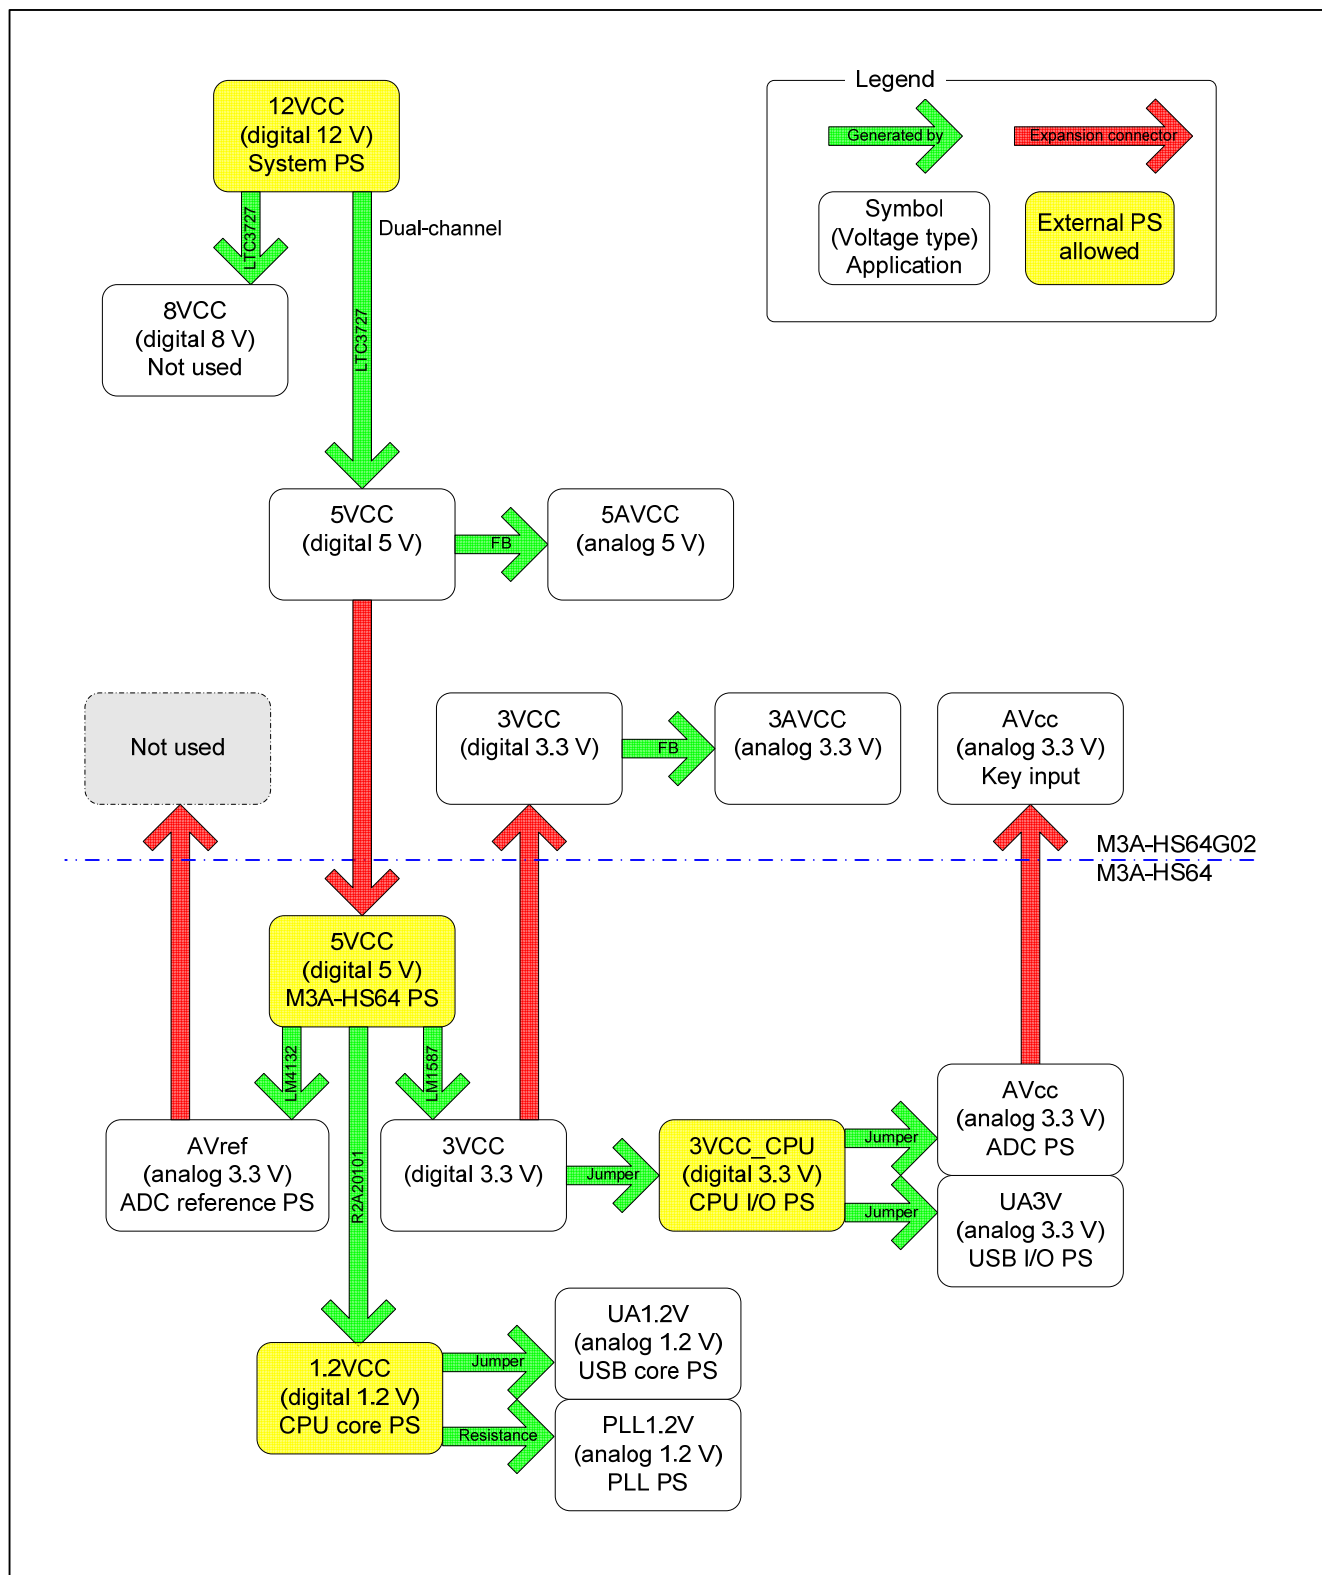 Legend
Generated by
Expansion connector
Symbol
(Voltage type)
Application
External PS
allowed
12VCC
(digital 12 V)
System PS
LTC3727
LTC3727
Dual-channel
8VCC
(digital 8 V)
Not used
5VCC
(digital 5 V)
FB
5AVCC
(analog 5 V)
Not used
3VCC
(digital 3.3 V)
FB
3AVCC
(analog 3.3 V)
AVcc
(analog 3.3 V)
Key input
M3A-HS64G02
M3A-HS64
5VCC
(digital 5 V)
M3A-HS64 PS
LM4132
R2A20101
LM1587
AVref
(analog 3.3 V)
ADC reference PS
3VCC
(digital 3.3 V)
Jumper
3VCC_CPU
(digital 3.3 V)
CPU I/O PS
Jumper
Jumper
AVcc
(analog 3.3 V)
ADC PS
UA3V
(analog 3.3 V)
USB I/O PS
1.2VCC
(digital 1.2 V)
CPU core PS
Jumper
Resistance
UA1.2V
(analog 1.2 V)
USB core PS
PLL1.2V
(analog 1.2 V)
PLL PS